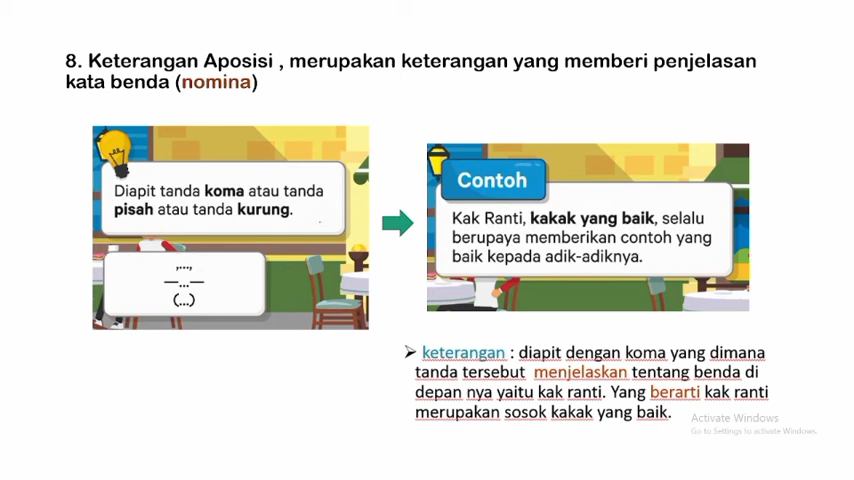 8. Keterangan Aposisi , merupakan keterangan yang memberi penjelasan
kata benda (nomina)
Diapit tanda koma atau tanda
pisah atau tanda kurung.
,...,
—...—
(...)
Contoh
Kak Ranti, kakak yang baik, selalu
berupaya memberikan contoh yang
baik kepada adik-adiknya.
➢ keterangan : diapit dengan koma yang dimana
tanda tersebut menjelaskan tentang benda di
depan nya yaitu kak ranti. Yang berarti kak ranti
merupakan sosok kakak yang baik.
Activate Windows
Go to Settings to activate Windows.